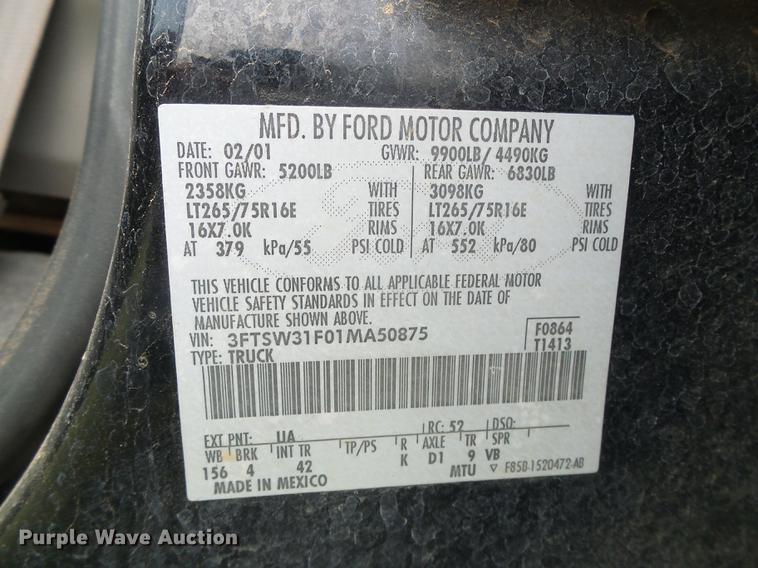 MFD. BY FORD MOTOR COMPANY
DATE: 02/01 GVWR: 9900LB/ 4490KG
FRONT GAWR: 5200LB REAR GAWR: 6830LB
2358KG WITH 3098KG WITH
LT265/75R16E TIRES LT265/75R16E TIRES
16X7.0K RIMS 16X7.0K RIMS
AT 379 kPa/55 PSI COLD AT 552 kPa/80 PSI COLD
THIS VEHICLE CONFORMS TO ALL APPLICABLE FEDERAL MOTOR
VEHICLE SAFETY STANDARDS IN EFFECT ON THE DATE OF
MANUFACTURE SHOWN ABOVE.
VIN: 3FTSW31F01MA50875 F0864
TYPE: TRUCK T1413
EXT PNT: UA RC: 52 DSO:
WB BRK INT TR TP/PS R AXLE TR SPR
156 4 42 K D1 9 VB
MADE IN MEXICO MTU ▽ F85B-1520472-AB
Purple Wave Auction